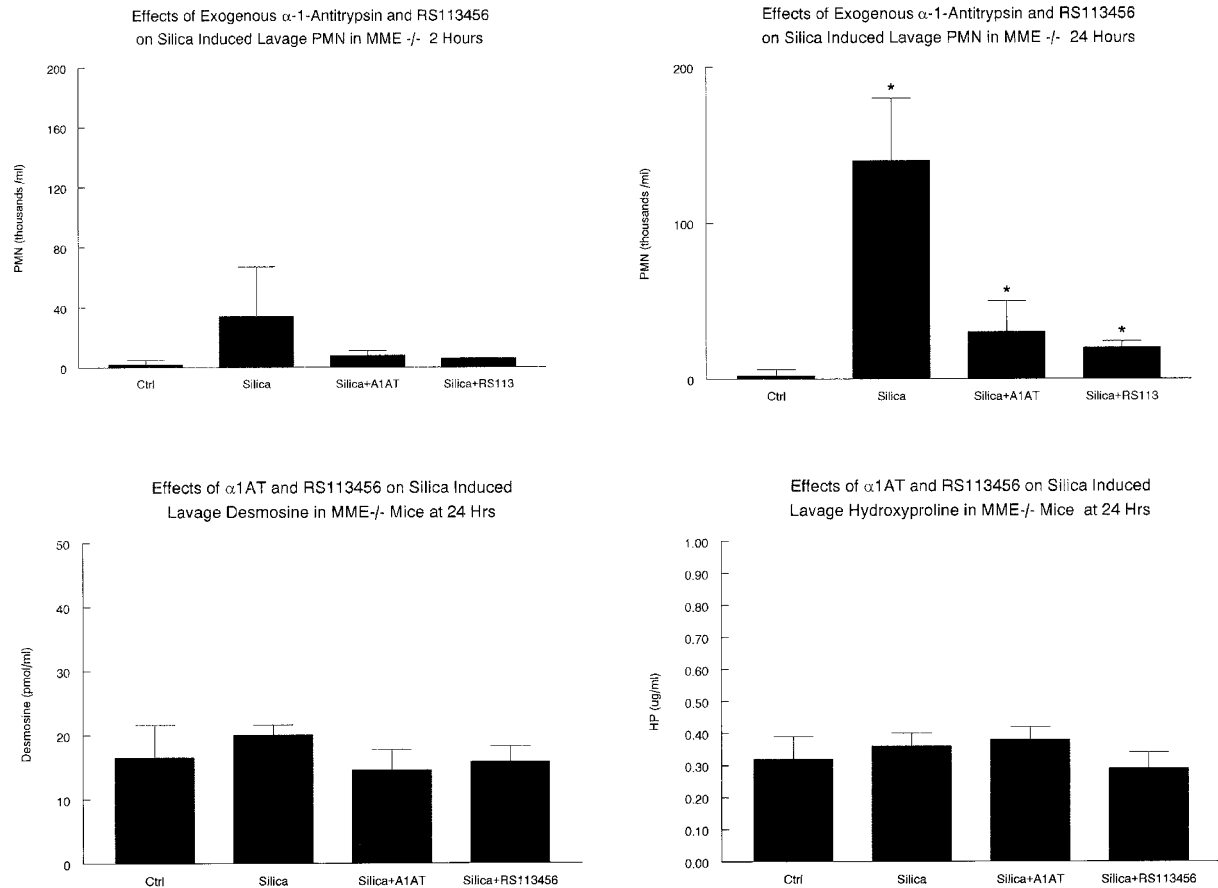 Effects of Exogenous α-1-Antitrypsin and RS113456
on Silica Induced Lavage PMN in MME -/- 2 Hours
200
160
120
80
40
0
PMN (thousands /ml)
Ctrl Silica Silica+A1AT Silica+RS113
Effects of Exogenous α-1-Antitrypsin and RS113456
on Silica Induced Lavage PMN in MME -/- 24 Hours
200
100
0
PMN (thousands /ml)
* * *
Ctrl Silica Silica+A1AT Silica+RS113
Effects of α1AT and RS113456 on Silica Induced
Lavage Desmosine in MME-/- Mice at 24 Hrs
50
40
30
20
10
0
Desmosine (pmol/ml)
Ctrl Silica Silica+A1AT Silica+RS113456
Effects of α1AT and RS113456 on Silica Induced
Lavage Hydroxyproline in MME-/- Mice at 24 Hrs
1.00
0.90
0.80
0.70
0.60
0.50
0.40
0.30
0.20
0.10
0.00
HP (ug/ml)
Ctrl Silica Silica+A1AT Silica+RS113456